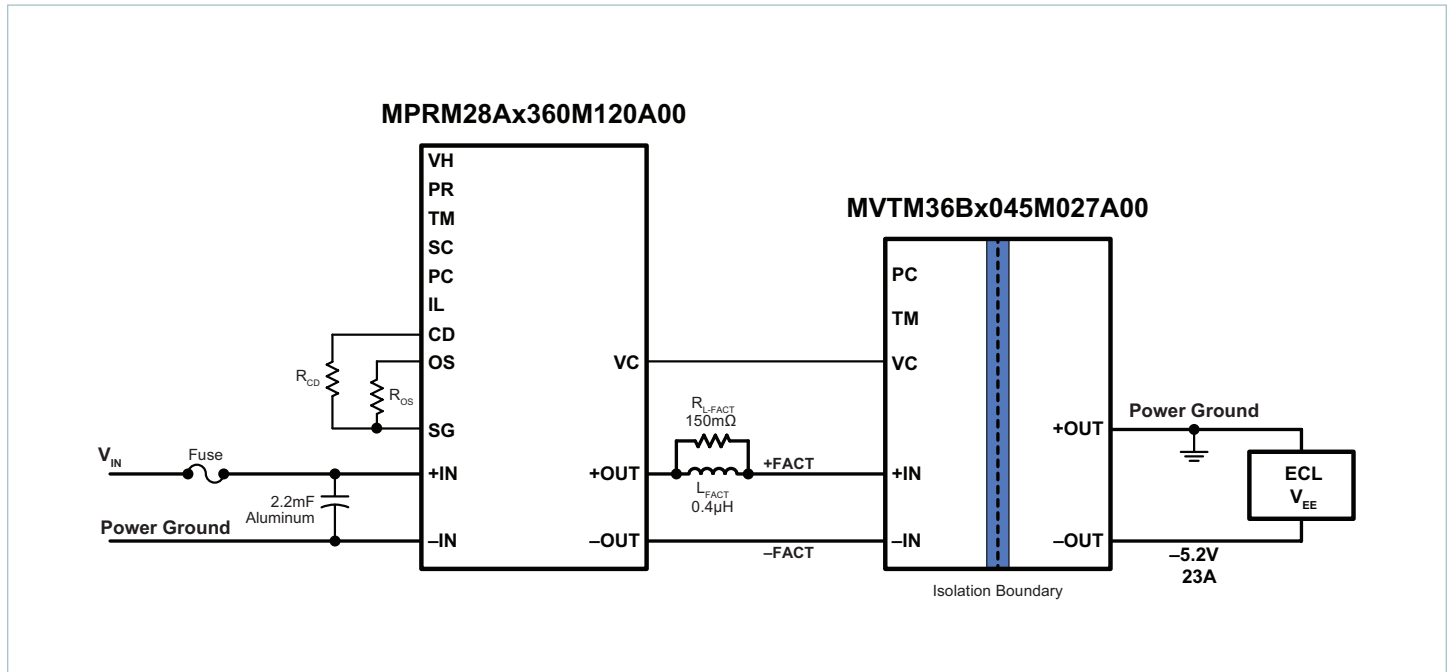 MPRM28Ax360M120A00
VH
PR
TM
SC
PC
IL
CD
OS
SG
+IN
–IN
VC
+OUT
–OUT
R_CD
R_OS
V_IN
Fuse
2.2mF
Aluminum
Power Ground
R_L-FACT
150mΩ
L_FACT
0.4µH
+FACT
–FACT
MVTM36Bx045M027A00
PC
TM
VC
+IN
–IN
+OUT
–OUT
Isolation Boundary
Power Ground
ECL
V_EE
–5.2V
23A